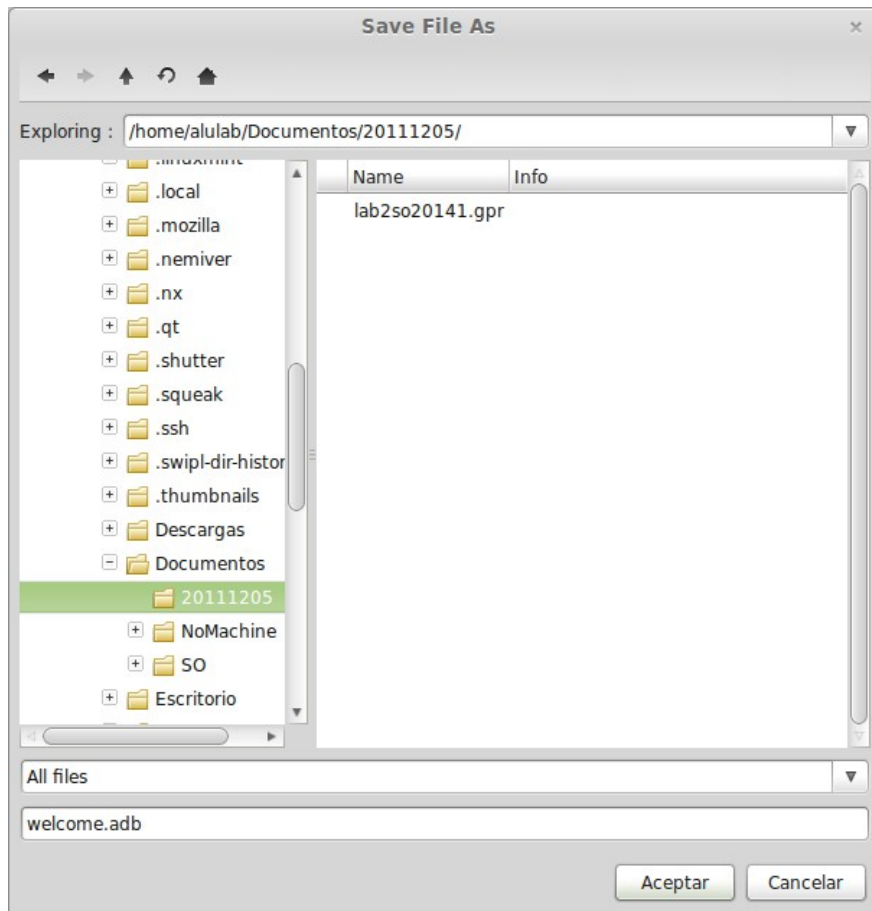 Save File As
Exploring : /home/alulab/Documentos/20111205/
.linuxmint
.local
.mozilla
.nemiver
.nx
.qt
.shutter
.squeak
.ssh
.swipl-dir-histor
.thumbnails
Descargas
Documentos
20111205
NoMachine
SO
Escritorio
Name Info
lab2so20141.gpr
All files
welcome.adb
Aceptar Cancelar